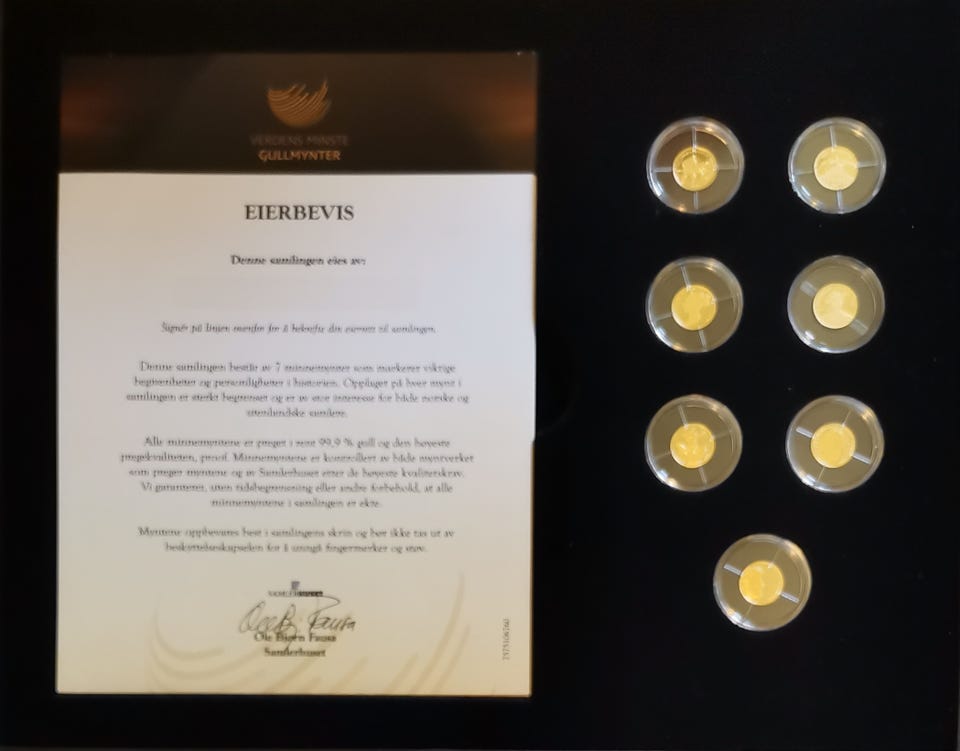 VERDENS MINSTE
GULLMYNTER
EIERBEVIS
Denne samlingen eies av:
Signér på linjen ovenfor for å bekrefte din eierrett til samlingen.
Denne samlingen består av 7 minnemynter som markerer viktige
begivenheter og personligheter i historien. Opplaget på hver mynt i
samlingen er sterkt begrenset og er av stor interesse for både norske og
utenlandske samlere.
Alle minnemyntene er preget i rent 99,9 % gull og den høyeste
pregekvaliteten, proof. Minnemyntene er kontrollert av både myntverket
som preger myntene og av Samlerhuset etter de høyeste kvalitetskrav.
Vi garanterer, uten tidsbegrensning eller andre forbehold, at alle
minnemyntene i samlingen er ekte.
Myntene oppbevares best i samlingens skrin og bør ikke tas ut av
beskyttelseskapselen for å unngå fingermerker og støv.
SAMLERHUSET
Ole Bjørn Fausa
Ole Bjørn Fausa
Samlerhuset